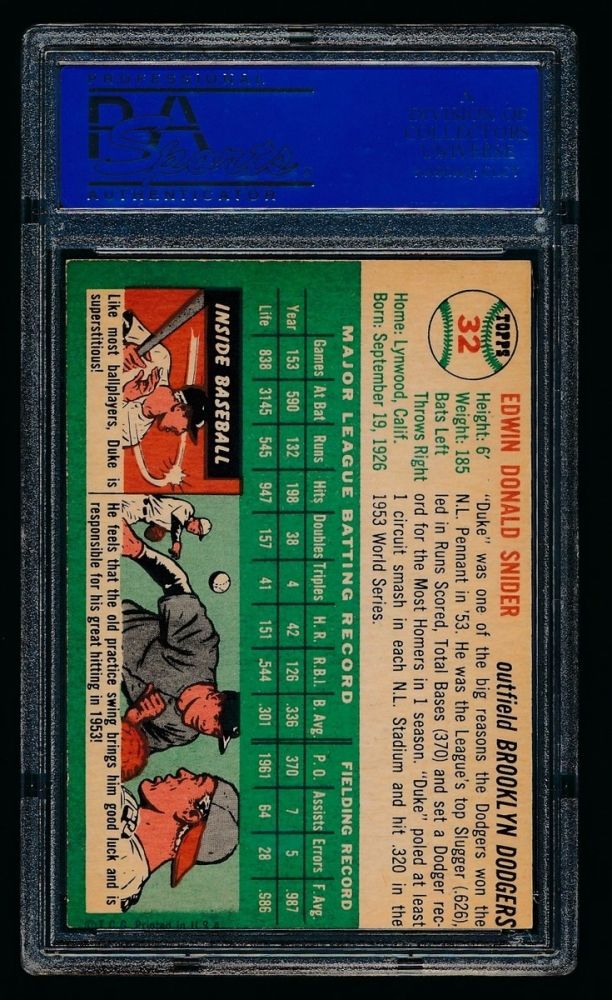 PROFESSIONAL
PSA
Sports
AUTHENTICATOR
A
DIVISION OF
COLLECTORS
UNIVERSE
TOPPS
32
EDWIN DONALD SNIDER
outfield BROOKLYN DODGERS
Height: 6'
Weight: 185
Bats Left
Throws Right
Home: Lynwood, Calif.
Born: September 19, 1926
"Duke" was one of the big reasons the Dodgers won the
N.L. Pennant in '53. He was the League's top Slugger (.626),
led in Runs Scored, Total Bases (370) and set a Dodger rec-
ord for the Most Homers in 1 season. "Duke" poled at least
1 circuit smash in each N.L. Stadium and hit .320 in the
1953 World Series.
MAJOR LEAGUE BATTING RECORD FIELDING RECORD
Games At Bat Runs Hits Doubles Triples H. R. R.B.I. B. Avg. P. O. Assists Errors F. Avg.
Year 153 590 132 198 38 4 42 126 .336 370 7 5 .987
Life 838 3145 545 947 157 41 151 .544 .301 1961 64 28 .986
INSIDE BASEBALL
Like most ballplayers, Duke is
superstitious!
He feels that the old practice swing brings him good luck and is
responsible for his great hitting in 1953!
T.C.G. Printed in U.S.A.